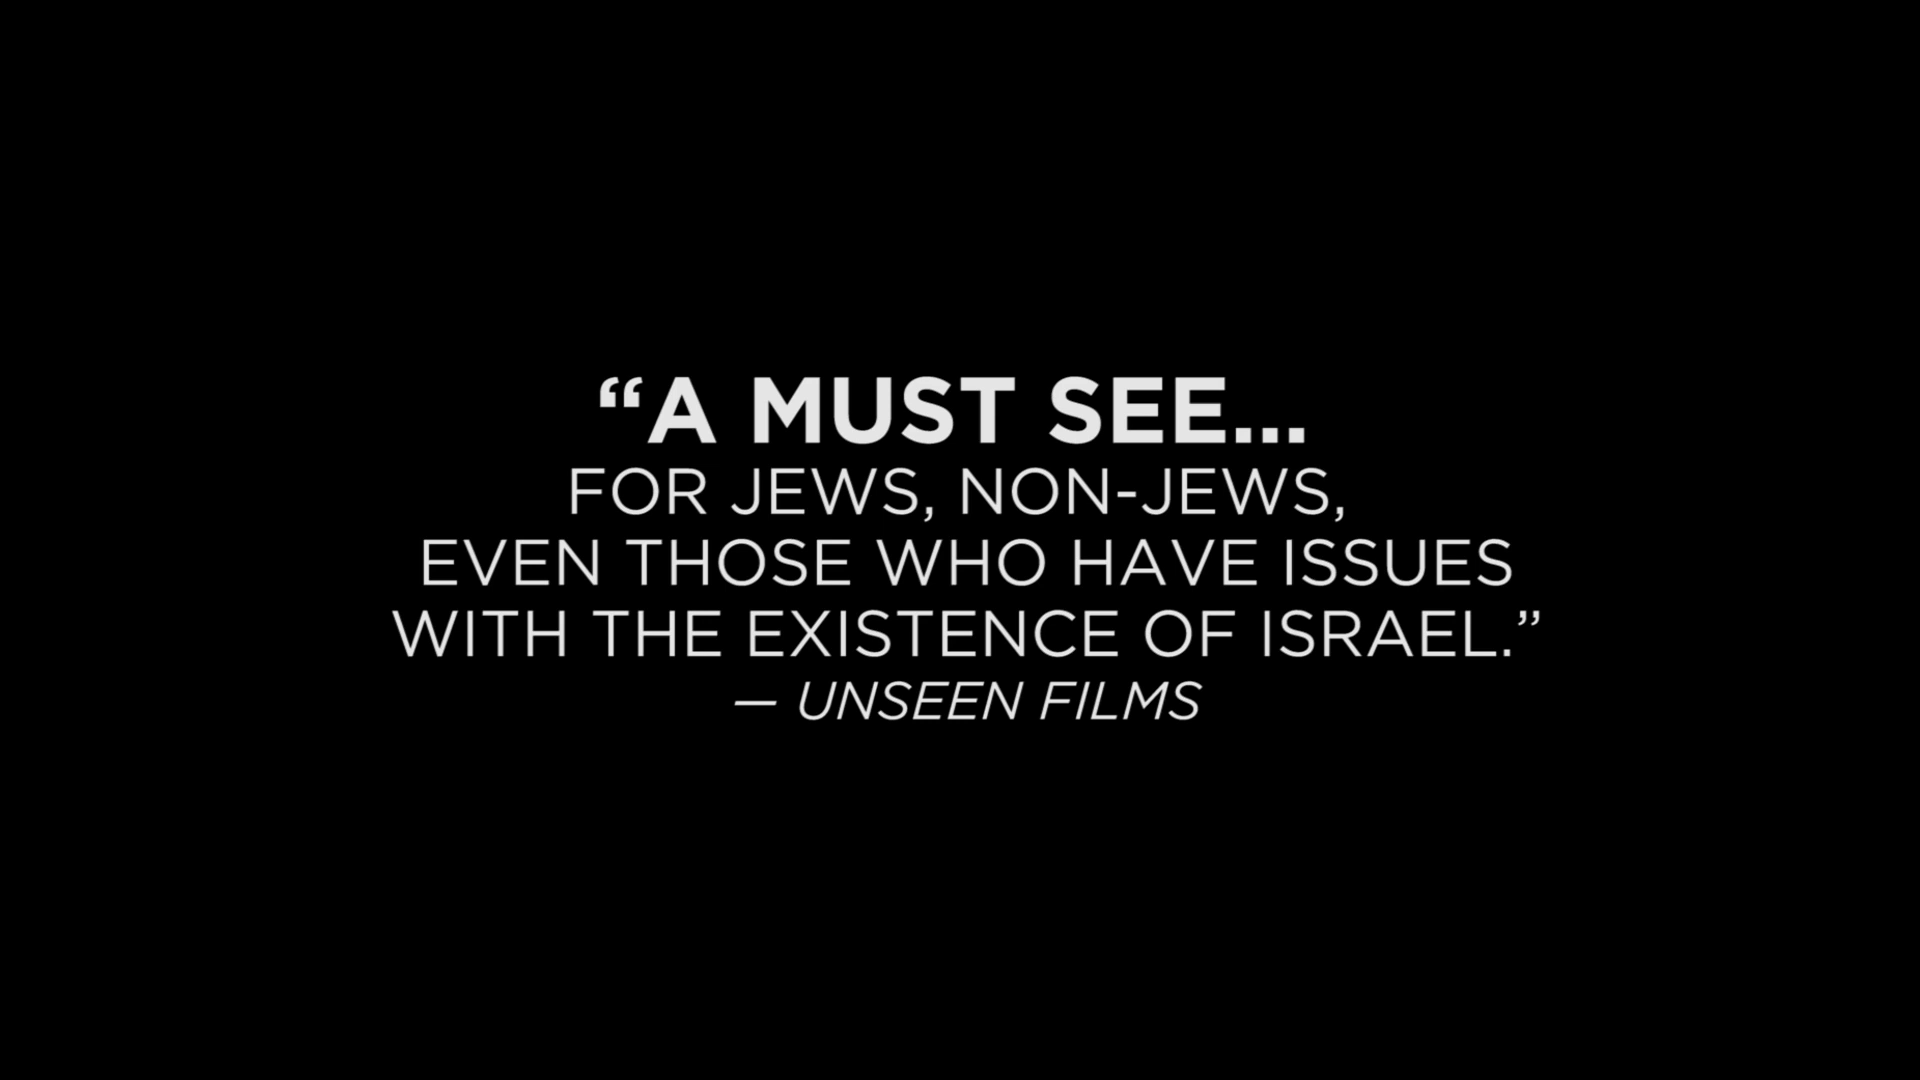 “A MUST SEE...
FOR JEWS, NON-JEWS,
EVEN THOSE WHO HAVE ISSUES
WITH THE EXISTENCE OF ISRAEL.”
— UNSEEN FILMS